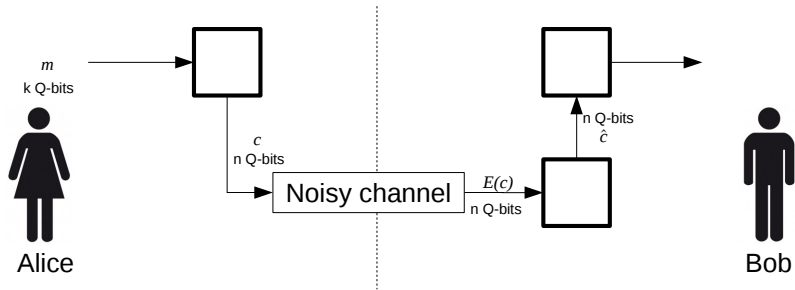 m
k Q-bits
c
n Q-bits
Noisy channel
E(c)
n Q-bits
n Q-bits
ĉ
Alice
Bob